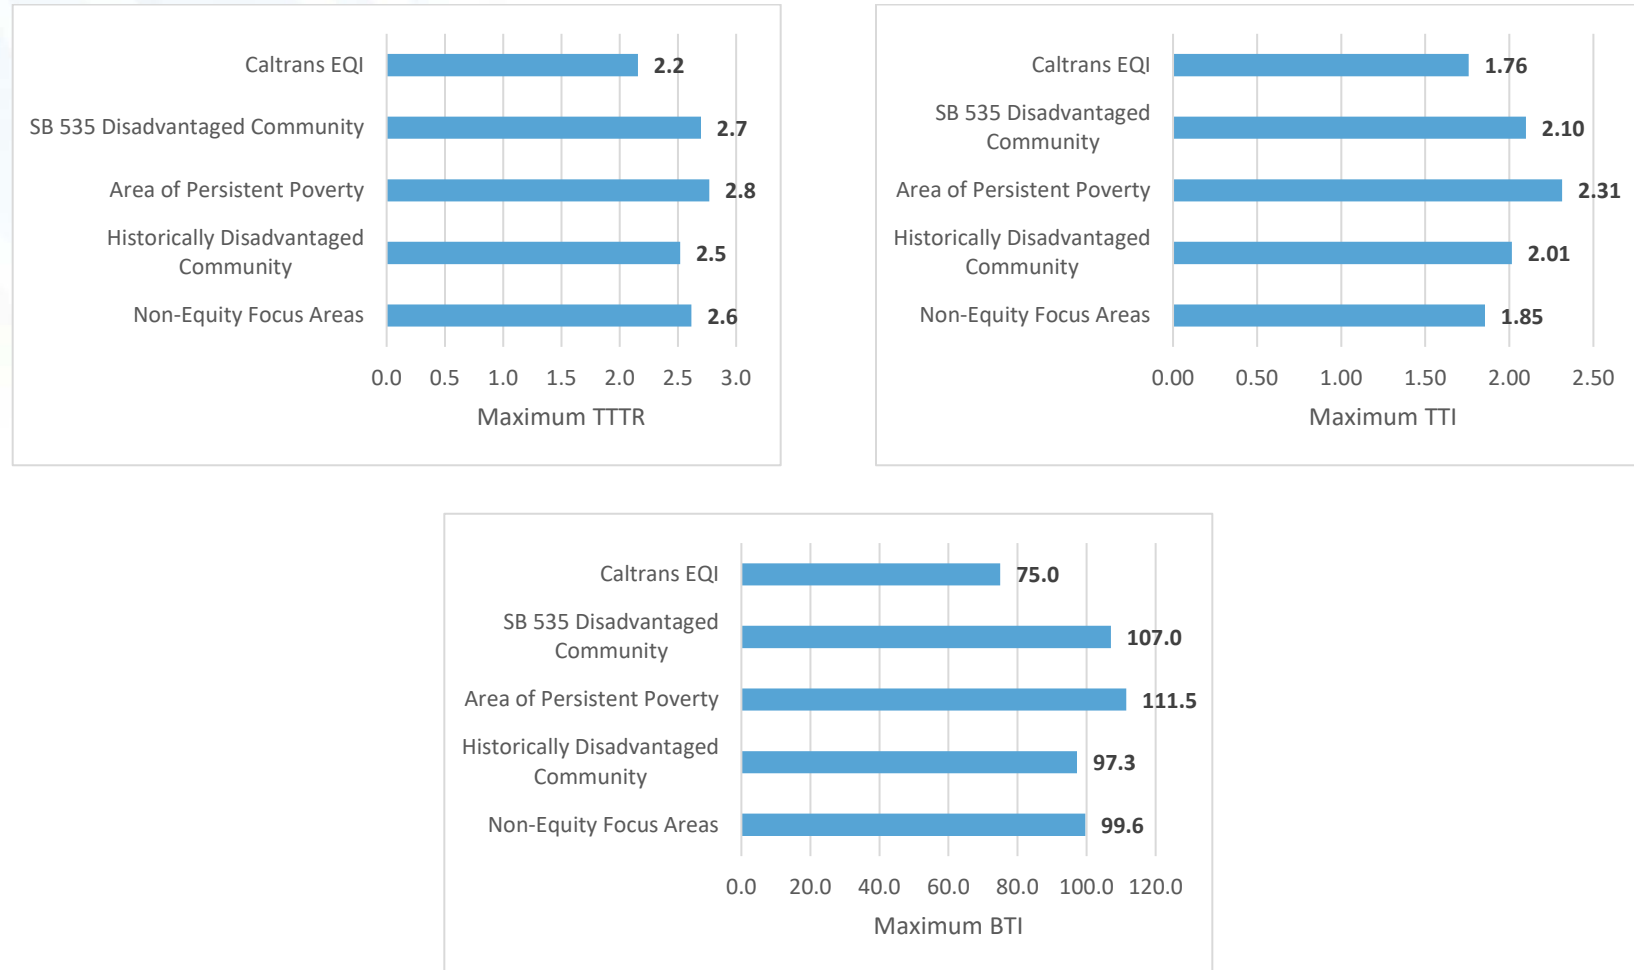 Caltrans EQI
2.2
SB 535 Disadvantaged Community
2.7
Area of Persistent Poverty
2.8
Historically Disadvantaged
Community
2.5
Non-Equity Focus Areas
2.6
0.0 0.5 1.0 1.5 2.0 2.5 3.0
Maximum TTTR
Caltrans EQI
1.76
SB 535 Disadvantaged
Community
2.10
Area of Persistent Poverty
2.31
Historically Disadvantaged
Community
2.01
Non-Equity Focus Areas
1.85
0.00 0.50 1.00 1.50 2.00 2.50
Maximum TTI
Caltrans EQI
75.0
SB 535 Disadvantaged
Community
107.0
Area of Persistent Poverty
111.5
Historically Disadvantaged
Community
97.3
Non-Equity Focus Areas
99.6
0.0 20.0 40.0 60.0 80.0 100.0 120.0
Maximum BTI